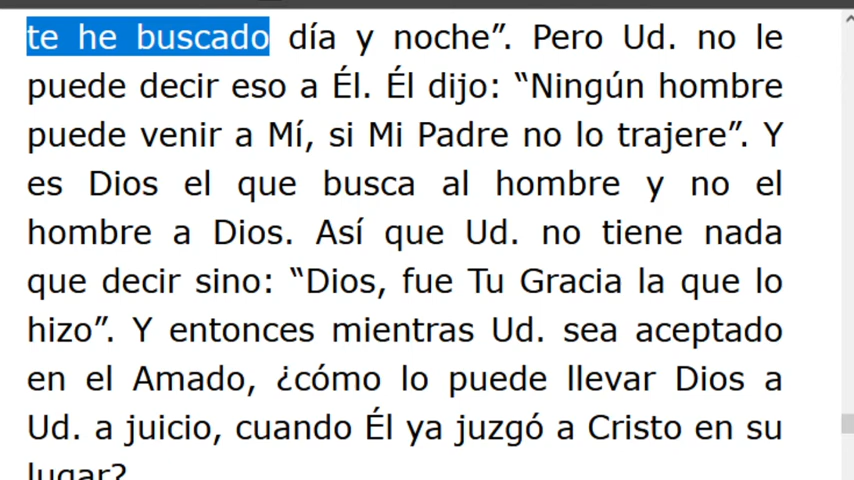 te he buscado día y noche”. Pero Ud. no le
puede decir eso a Él. Él dijo: “Ningún hombre
puede venir a Mí, si Mi Padre no lo trajere”. Y
es Dios el que busca al hombre y no el
hombre a Dios. Así que Ud. no tiene nada
que decir sino: “Dios, fue Tu Gracia la que lo
hizo”. Y entonces mientras Ud. sea aceptado
en el Amado, ¿cómo lo puede llevar Dios a
Ud. a juicio, cuando Él ya juzgó a Cristo en su
lugar?